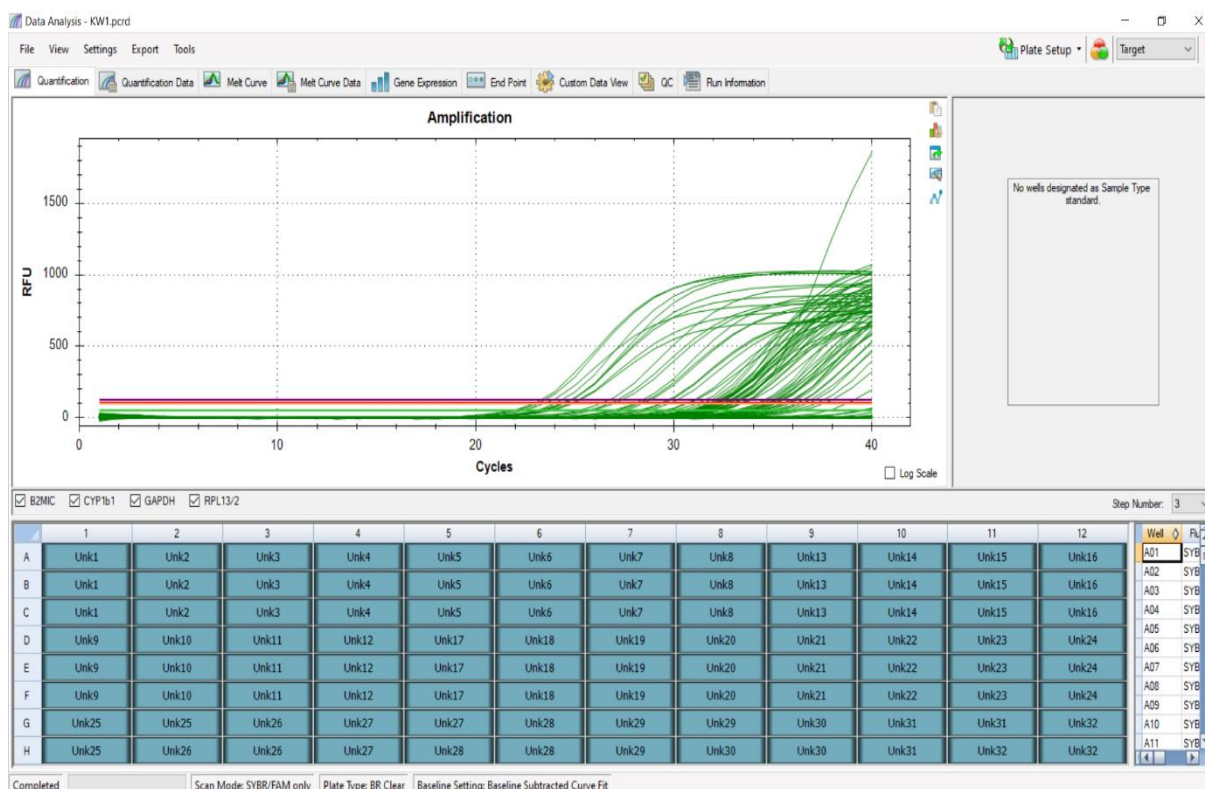 Data Analysis - KW1.pcrd
File View Settings Export Tools
Plate Setup Target
Quantification Quantification Data Melt Curve Melt Curve Data Gene Expression End Point Custom Data View QC Run Information
Amplification
RFU
1500
1000
500
0
0 10 20 30 40
Cycles
Log Scale
No wells designated as Sample Type
standard.
B2MIC CYP1b1 GAPDH RPL13/2
Step Number: 3
1 2 3 4 5 6 7 8 9 10 11 12
A Unk1 Unk2 Unk3 Unk4 Unk5 Unk6 Unk7 Unk8 Unk13 Unk14 Unk15 Unk16
B Unk1 Unk2 Unk3 Unk4 Unk5 Unk6 Unk7 Unk8 Unk13 Unk14 Unk15 Unk16
C Unk1 Unk2 Unk3 Unk4 Unk5 Unk6 Unk7 Unk8 Unk13 Unk14 Unk15 Unk16
D Unk9 Unk10 Unk11 Unk12 Unk17 Unk18 Unk19 Unk20 Unk21 Unk22 Unk23 Unk24
E Unk9 Unk10 Unk11 Unk12 Unk17 Unk18 Unk19 Unk20 Unk21 Unk22 Unk23 Unk24
F Unk9 Unk10 Unk11 Unk12 Unk17 Unk18 Unk19 Unk20 Unk21 Unk22 Unk23 Unk24
G Unk25 Unk25 Unk26 Unk27 Unk27 Unk28 Unk29 Unk29 Unk30 Unk31 Unk31 Unk32
H Unk25 Unk26 Unk26 Unk27 Unk28 Unk28 Unk29 Unk30 Unk30 Unk31 Unk32 Unk32
Well Flu
A01 SYB
A02 SYB
A03 SYB
A04 SYB
A05 SYB
A06 SYB
A07 SYB
A08 SYB
A09 SYB
A10 SYB
A11 SYB
Completed Scan Mode: SYBR/FAM only Plate Type: BR Clear Baseline Setting: Baseline Subtracted Curve Fit